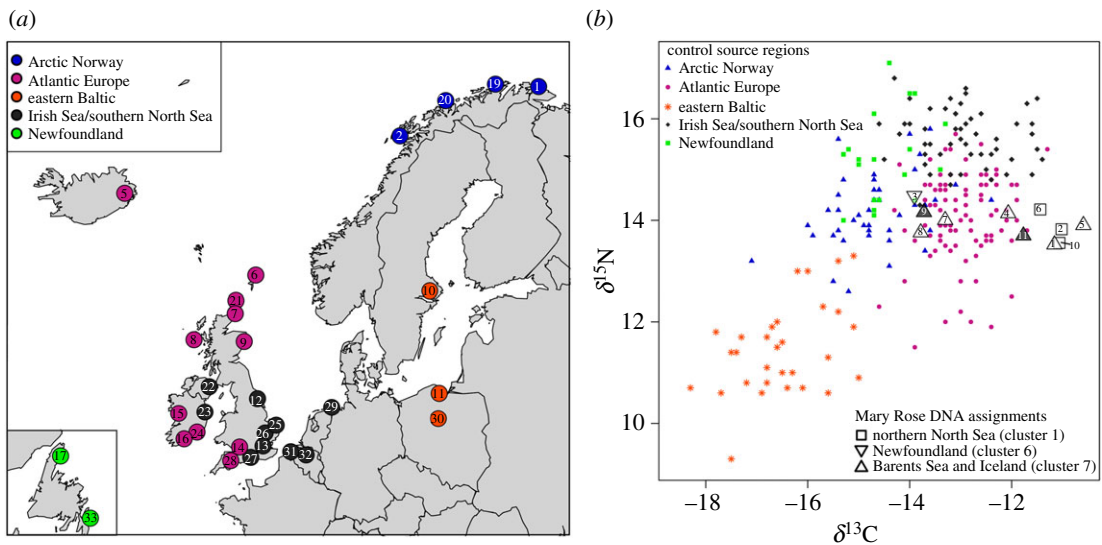 (a)
Arctic Norway
Atlantic Europe
eastern Baltic
Irish Sea/southern North Sea
Newfoundland
19
1
20
2
5
6
21
7
10
8
9
22
12
11
29
15
23
25
30
24
26
16
14
13
31
32
28
27
17
33
(b)
control source regions
Arctic Norway
Atlantic Europe
eastern Baltic
Irish Sea/southern North Sea
Newfoundland
16
14
12
10
δ15N
3
9
7
8
4
6
2
5
11
1
10
Mary Rose DNA assignments
northern North Sea (cluster 1)
Newfoundland (cluster 6)
Barents Sea and Iceland (cluster 7)
−18
−16
−14
−12
δ13C